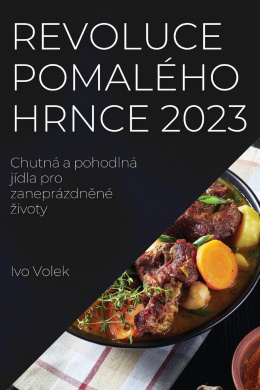 REVOLUCE
POMALÉHO
HRNCE 2023
Chutná a pohodlná
jídla pro
zaneprázdněné
životy
Ivo Volek